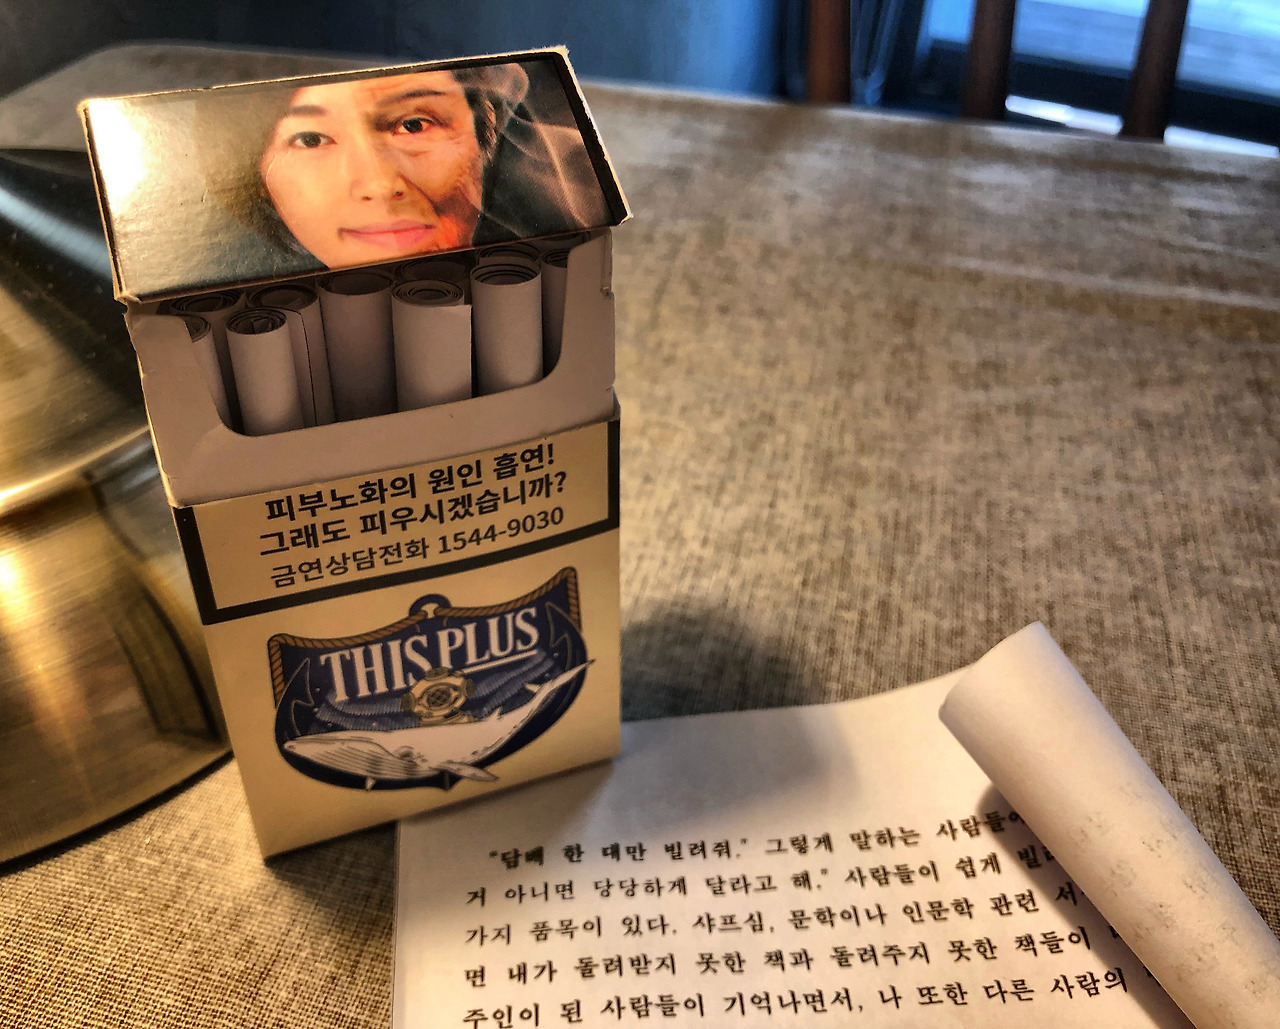 피부노화의 원인 흡연!
그래도 피우시겠습니까?
금연상담전화 1544-9030
THIS PLUS
"담배 한 대만 빌려줘." 그렇게 말하는
거 아니면 당당하게 달라고 해." 사람들이 쉽게
가지 품목이 있다. 샤프심, 문학이나 인문학 관련
면 내가 돌려받지 못한 책과 돌려주지 못한 책들이
주인이 된 사람들이 기억나면서, 나 또한 다른 사람의